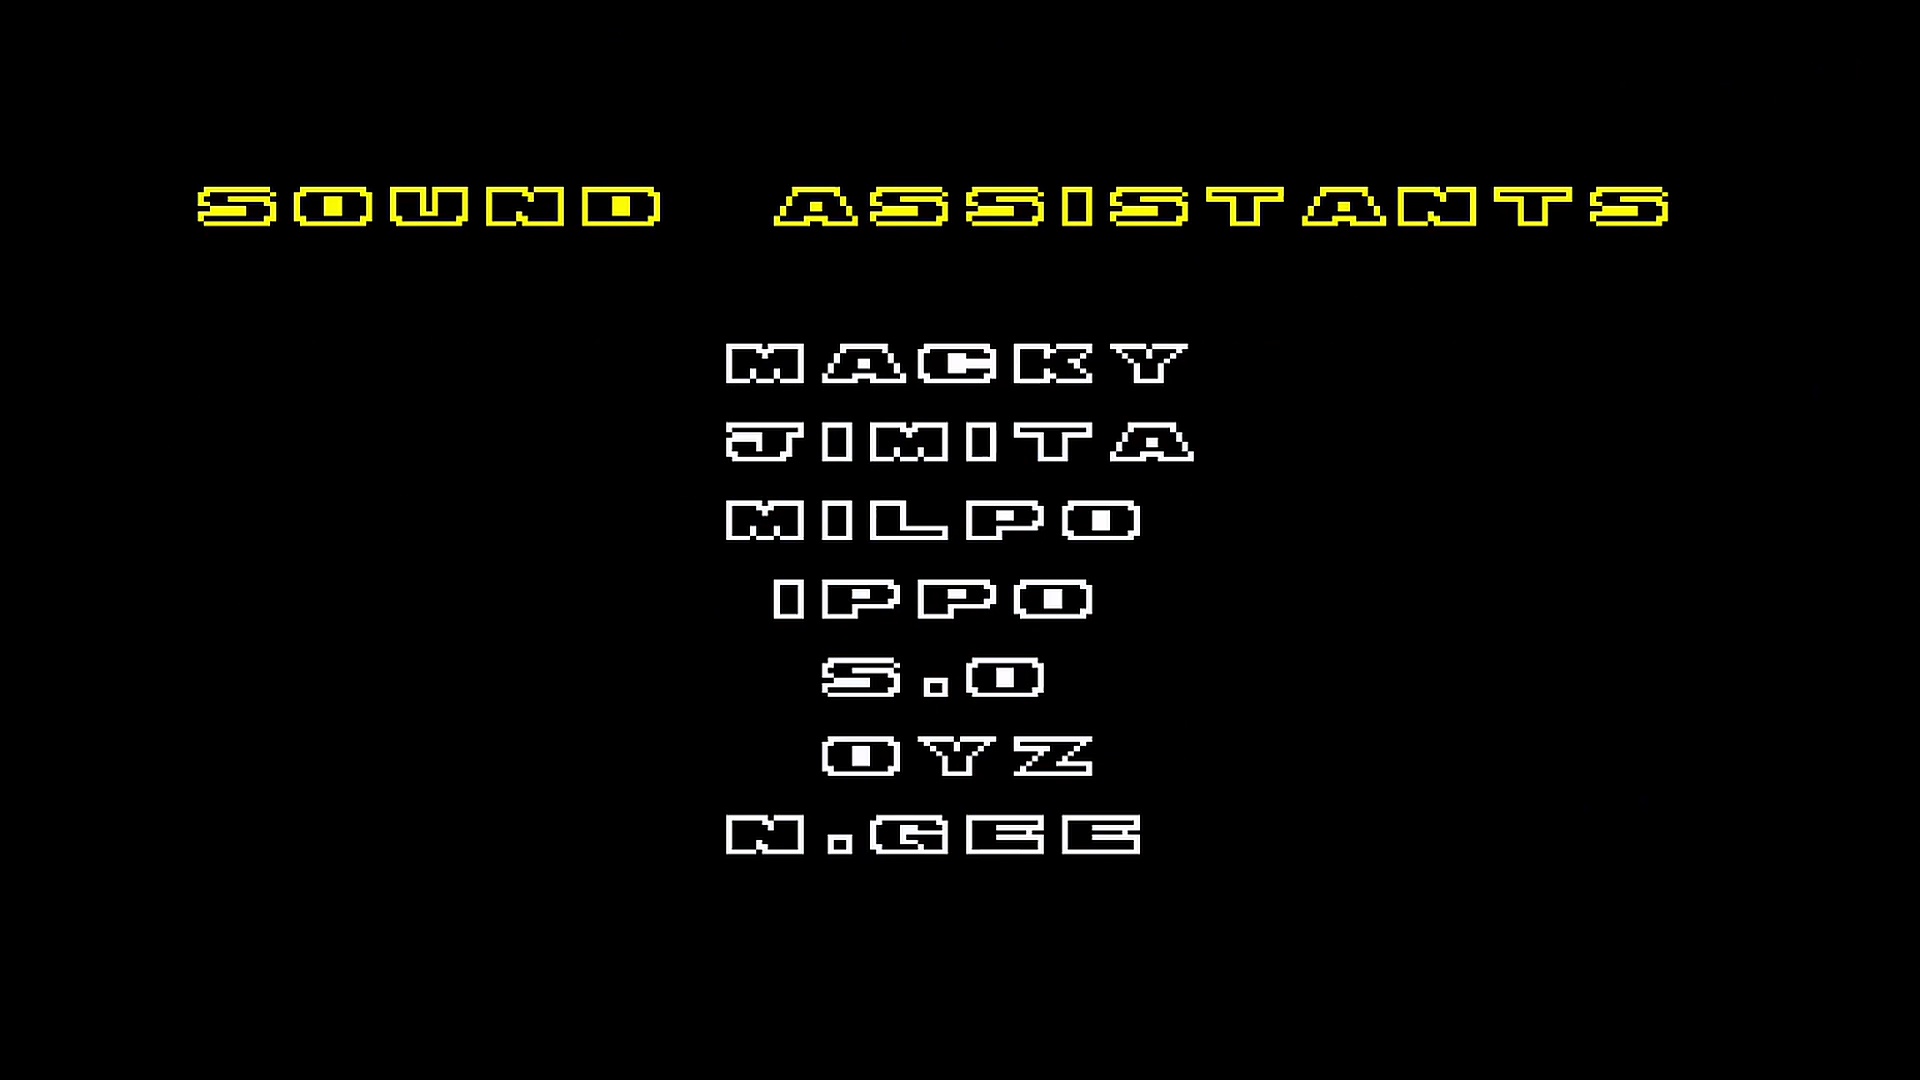 SOUND ASSISTANTS
MACKY
JIMITA
MILPO
IPPO
S.O
OYZ
N.GEE